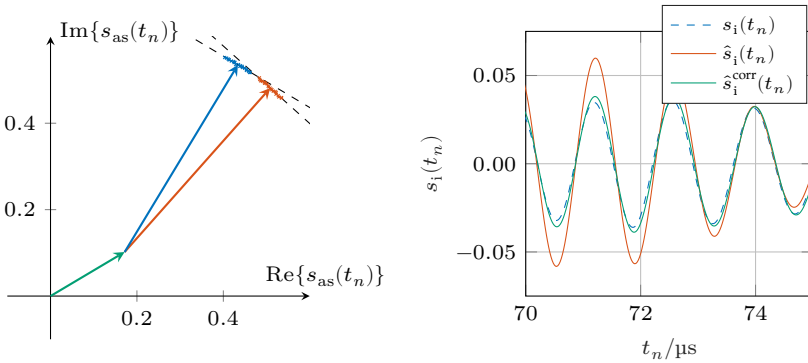 Im{s_as(t_n)}
0.4
0.2
Re{s_as(t_n)}
0.2 0.4
s_i(t_n)
ŝ_i(t_n)
ŝ_i^corr(t_n)
s_i(t_n)
0.05
0.00
−0.05
70 72 74
t_n/µs